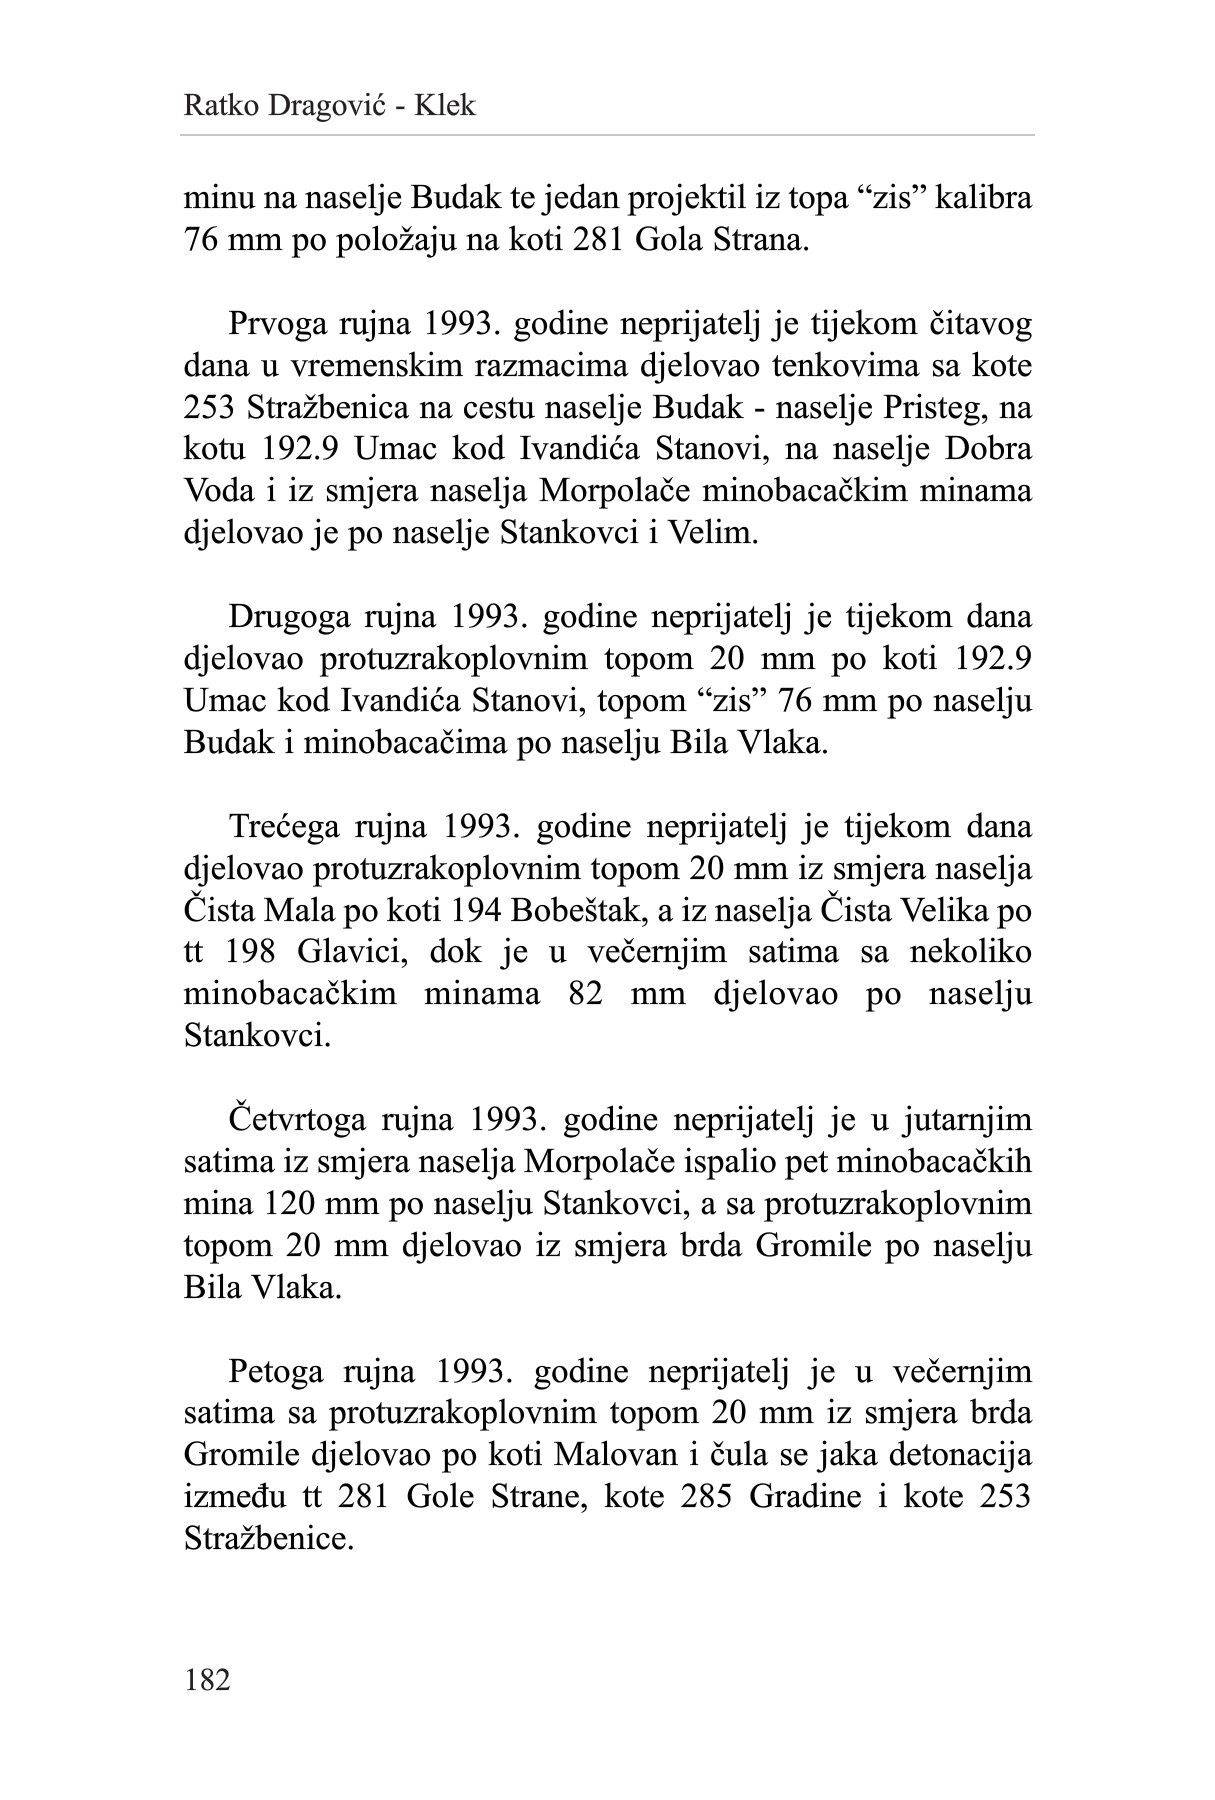 Ratko Dragović - Klek
minu na naselje Budak te jedan projektil iz topa “zis” kalibra
76 mm po položaju na koti 281 Gola Strana.
Prvoga rujna 1993. godine neprijatelj je tijekom čitavog
dana u vremenskim razmacima djelovao tenkovima sa kote
253 Stražbenica na cestu naselje Budak - naselje Pristeg, na
kotu 192.9 Umac kod Ivandića Stanovi, na naselje Dobra
Voda i iz smjera naselja Morpolače minobacačkim minama
djelovao je po naselje Stankovci i Velim.
Drugoga rujna 1993. godine neprijatelj je tijekom dana
djelovao protuzrakoplovnim topom 20 mm po koti 192.9
Umac kod Ivandića Stanovi, topom “zis” 76 mm po naselju
Budak i minobacačima po naselju Bila Vlaka.
Trećega rujna 1993. godine neprijatelj je tijekom dana
djelovao protuzrakoplovnim topom 20 mm iz smjera naselja
Čista Mala po koti 194 Bobeštak, a iz naselja Čista Velika po
tt 198 Glavici, dok je u večernjim satima sa nekoliko
minobacačkim minama 82 mm djelovao po naselju
Stankovci.
Četvrtoga rujna 1993. godine neprijatelj je u jutarnjim
satima iz smjera naselja Morpolače ispalio pet minobacačkih
mina 120 mm po naselju Stankovci, a sa protuzrakoplovnim
topom 20 mm djelovao iz smjera brda Gromile po naselju
Bila Vlaka.
Petoga rujna 1993. godine neprijatelj je u večernjim
satima sa protuzrakoplovnim topom 20 mm iz smjera brda
Gromile djelovao po koti Malovan i čula se jaka detonacija
između tt 281 Gole Strane, kote 285 Gradine i kote 253
Stražbenice.
182